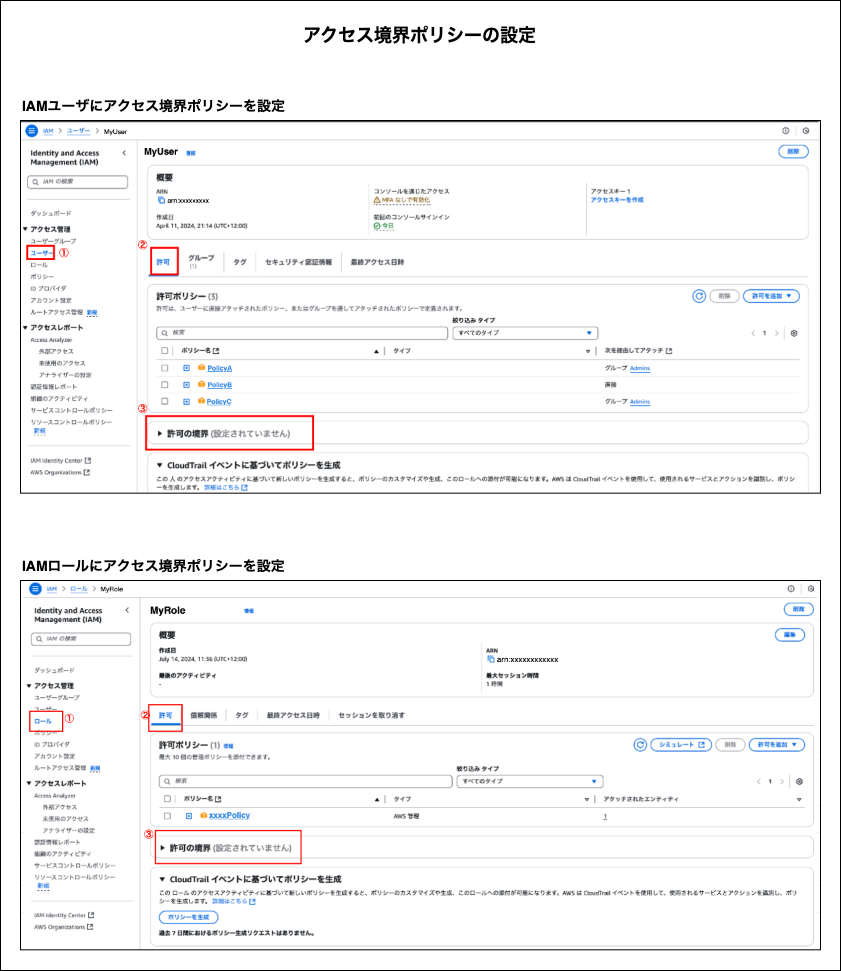 アクセス境界ポリシーの設定
IAMユーザにアクセス境界ポリシーを設定
IAM > ユーザー > MyUser
Identity and Access
Management (IAM)
IAM の検索
ダッシュボード
アクセス管理
ユーザーグループ
ユーザー ①
ロール
ポリシー
ID プロバイダ
アカウント設定
ルートアクセス管理 新規
アクセスレポート
Access Analyzer
外部アクセス
未使用のアクセス
アナライザーの設定
認証情報レポート
組織のアクティビティ
サービスコントロールポリシー
リソースコントロールポリシー
新規
IAM Identity Center
AWS Organizations
MyUser 情報
削除
概要
ARN
arn:xxxxxxxxx
作成日
April 11, 2024, 21:14 (UTC+12:00)
コンソールを通じたアクセス
MFA なしで有効化
前回のコンソールサインイン
今日
アクセスキー 1
アクセスキーを作成
②
許可
グループ
(1)
タグ
セキュリティ認証情報
最終アクセス日時
許可ポリシー (3)
削除
許可を追加
許可は、ユーザーに直接アタッチされたポリシー、またはグループを通してアタッチされたポリシーで定義されます。
絞り込み タイプ
検索
すべてのタイプ
1
ポリシー名
タイプ
次を経由してアタッチ
PolicyA
グループ Admins
PolicyB
直接
PolicyC
グループ Admins
③
許可の境界 (設定されていません)
CloudTrail イベントに基づいてポリシーを生成
この 人 のアクセスアクティビティに基づいて新しいポリシーを生成すると、ポリシーのカスタマイズや生成、このロールへの添付が可能になります。AWS は CloudTrail イベントを使用して、使用されるサービスとアクションを識別し、ポリシ
ーを生成します。 詳細はこちら
IAMロールにアクセス境界ポリシーを設定
IAM > ロール > MyRole
Identity and Access
Management (IAM)
IAM の検索
ダッシュボード
アクセス管理
ユーザーグループ
ユーザー
ロール ①
ポリシー
ID プロバイダ
アカウント設定
ルートアクセス管理 新規
アクセスレポート
Access Analyzer
外部アクセス
未使用のアクセス
アナライザーの設定
認証情報レポート
組織のアクティビティ
サービスコントロールポリシー
リソースコントロールポリシー
新規
IAM Identity Center
AWS Organizations
MyRole 情報
削除
概要
編集
作成日
July 14, 2024, 11:36 (UTC+12:00)
最後のアクティビティ
-
ARN
arn:xxxxxxxxxxxx
最大セッション時間
1 時間
②
許可
信頼関係
タグ
最終アクセス日時
セッションを取り消す
許可ポリシー (1) 情報
シミュレート
削除
許可を追加
最大 10 個の管理ポリシーを添付できます。
絞り込み タイプ
検索
すべてのタイプ
1
ポリシー名
タイプ
アタッチされたエンティティ
xxxxPolicy
AWS 管理
1
③
許可の境界 (設定されていません)
CloudTrail イベントに基づいてポリシーを生成
この ロール のアクセスアクティビティに基づいて新しいポリシーを生成すると、ポリシーのカスタマイズや生成、このロールへの添付が可能になります。AWS は CloudTrail イベントを使用して、使用されるサービスとアクションを識別し、ポリ
シーを生成します。 詳細はこちら
ポリシーを生成
過去 7 日間におけるポリシー生成リクエストはありません。